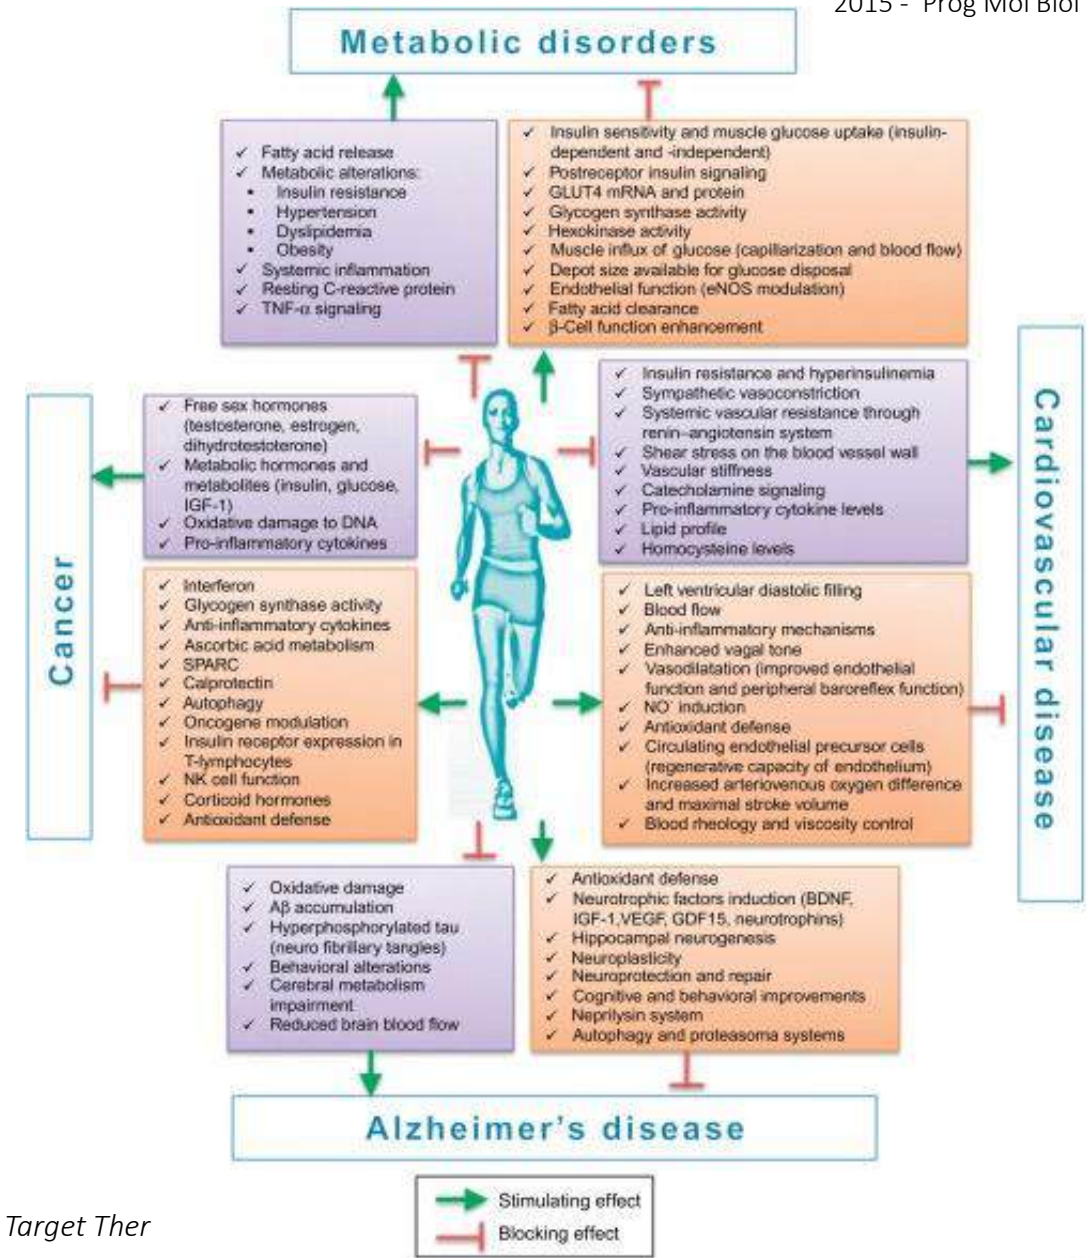 2015 - Prog Mol Biol
Metabolic disorders
✓ Fatty acid release
✓ Metabolic alterations:
• Insulin resistance
• Hypertension
• Dyslipidemia
• Obesity
✓ Systemic inflammation
✓ Resting C-reactive protein
✓ TNF-α signaling
✓ Insulin sensitivity and muscle glucose uptake (insulin-
dependent and -independent)
✓ Postreceptor insulin signaling
✓ GLUT4 mRNA and protein
✓ Glycogen synthase activity
✓ Hexokinase activity
✓ Muscle influx of glucose (capillarization and blood flow)
✓ Depot size available for glucose disposal
✓ Endothelial function (eNOS modulation)
✓ Fatty acid clearance
✓ β-Cell function enhancement
✓ Free sex hormones
(testosterone, estrogen,
dihydrotestoterone)
✓ Metabolic hormones and
metabolites (insulin, glucose,
IGF-1)
✓ Oxidative damage to DNA
✓ Pro-inflammatory cytokines
✓ Insulin resistance and hyperinsulinemia
✓ Sympathetic vasoconstriction
✓ Systemic vascular resistance through
renin–angiotensin system
✓ Shear stress on the blood vessel wall
✓ Vascular stiffness
✓ Catecholamine signaling
✓ Pro-inflammatory cytokine levels
✓ Lipid profile
✓ Homocysteine levels
Cancer
✓ Interferon
✓ Glycogen synthase activity
✓ Anti-inflammatory cytokines
✓ Ascorbic acid metabolism
✓ SPARC
✓ Calprotectin
✓ Autophagy
✓ Oncogene modulation
✓ Insulin receptor expression in
T-lymphocytes
✓ NK cell function
✓ Corticoid hormones
✓ Antioxidant defense
✓ Left ventricular diastolic filling
✓ Blood flow
✓ Anti-inflammatory mechanisms
✓ Enhanced vagal tone
✓ Vasodilatation (improved endothelial
function and peripheral baroreflex function)
✓ NO˙ induction
✓ Antioxidant defense
✓ Circulating endothelial precursor cells
(regenerative capacity of endothelium)
✓ Increased arteriovenous oxygen difference
and maximal stroke volume
✓ Blood rheology and viscosity control
Cardiovascular disease
✓ Oxidative damage
✓ Aβ accumulation
✓ Hyperphosphorylated tau
(neuro fibrillary tangles)
✓ Behavioral alterations
✓ Cerebral metabolism
impairment
✓ Reduced brain blood flow
✓ Antioxidant defense
✓ Neurotrophic factors induction (BDNF,
IGF-1,VEGF, GDF15, neurotrophins)
✓ Hippocampal neurogenesis
✓ Neuroplasticity
✓ Neuroprotection and repair
✓ Cognitive and behavioral improvements
✓ Neprilysin system
✓ Autophagy and proteasoma systems
Alzheimer's disease
Stimulating effect
Blocking effect
Target Ther